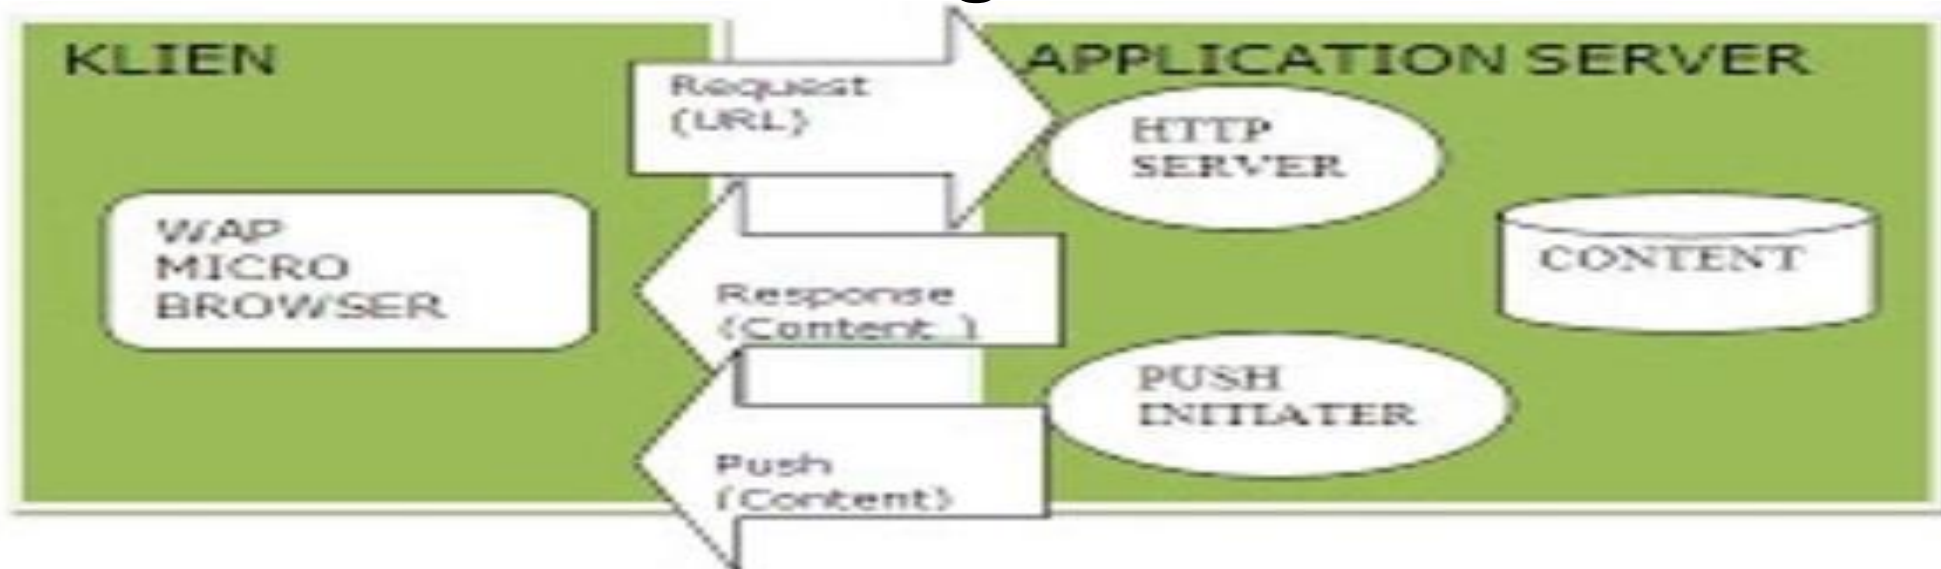 KLIEN
APPLICATION SERVER
Request
(URL)
HTTP
SERVER
WAP
MICRO
BROWSER
CONTENT
Response
(Content )
PUSH
INITIATER
Push
(Content)